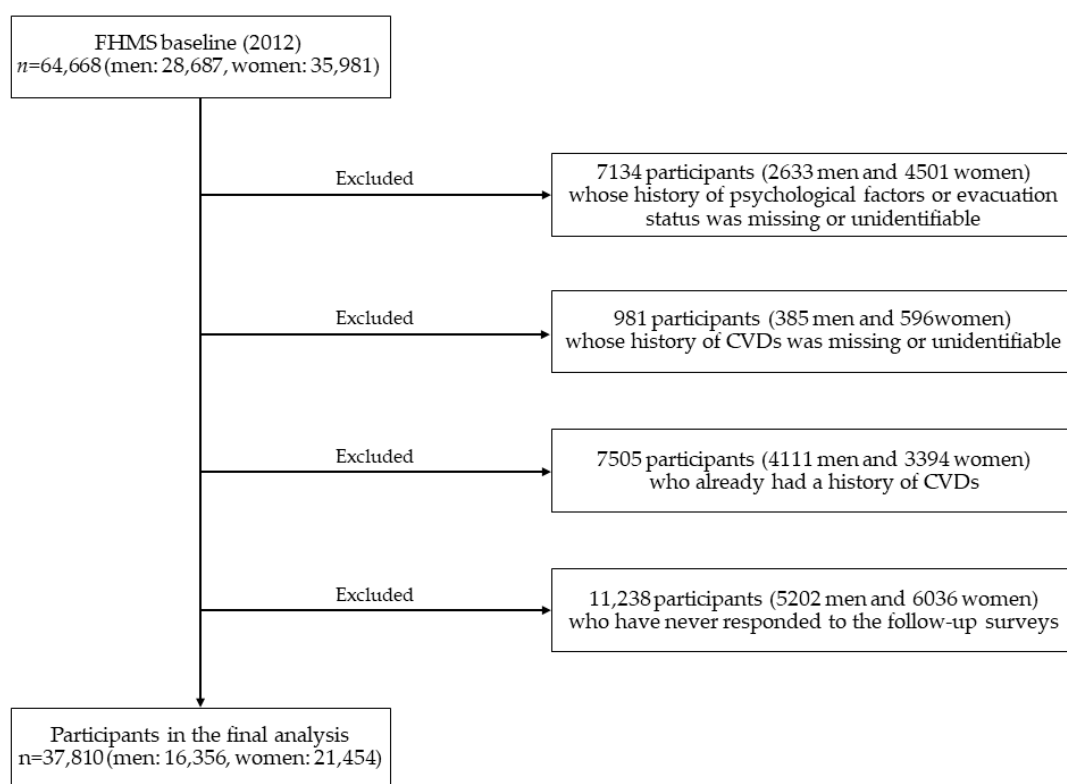 FHMS baseline (2012)
n=64,668 (men: 28,687, women: 35,981)
Excluded
7134 participants (2633 men and 4501 women)
whose history of psychological factors or evacuation
status was missing or unidentifiable
Excluded
981 participants (385 men and 596women)
whose history of CVDs was missing or unidentifiable
Excluded
7505 participants (4111 men and 3394 women)
who already had a history of CVDs
Excluded
11,238 participants (5202 men and 6036 women)
who have never responded to the follow-up surveys
Participants in the final analysis
n=37,810 (men: 16,356, women: 21,454)